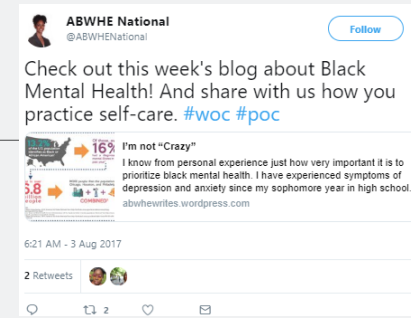 ABWHE National
@ABWHENational
Follow
Check out this week's blog about Black
Mental Health! And share with us how you
practice self-care. #woc #poc
16%
I'm not "Crazy"
I know from personal experience just how very important it is to
prioritize black mental health. I have experienced symptoms of
depression and anxiety since my sophomore year in high school.
abwhewrites.wordpress.com
COMBINED!
6:21 AM - 3 Aug 2017
2 Retweets
2